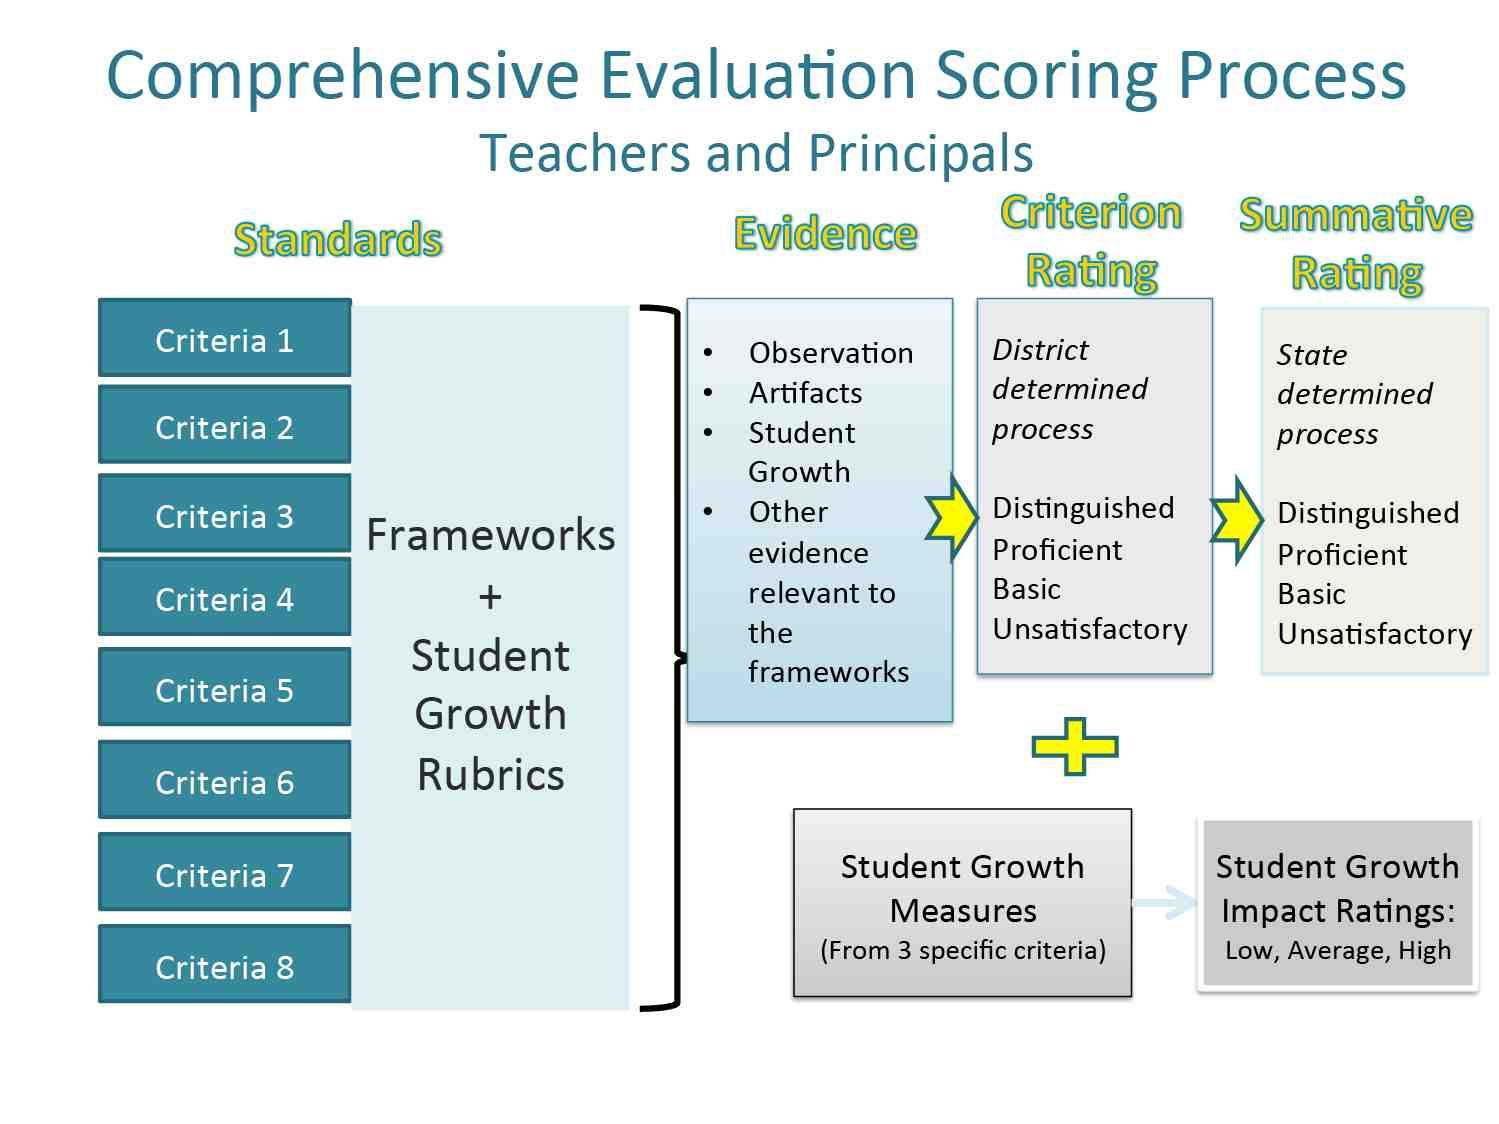 Comprehensive Evaluation Scoring Process
Teachers and Principals
Standards
Criteria 1
Criteria 2
Criteria 3
Criteria 4
Criteria 5
Criteria 6
Criteria 7
Criteria 8
Frameworks
+
Student
Growth
Rubrics
Evidence
• Observation
• Artifacts
• Student
Growth
• Other
evidence
relevant to
the
frameworks
Criterion
Rating
District
determined
process
Distinguished
Proficient
Basic
Unsatisfactory
Summative
Rating
State
determined
process
Distinguished
Proficient
Basic
Unsatisfactory
Student Growth
Measures
(From 3 specific criteria)
Student Growth
Impact Ratings:
Low, Average, High